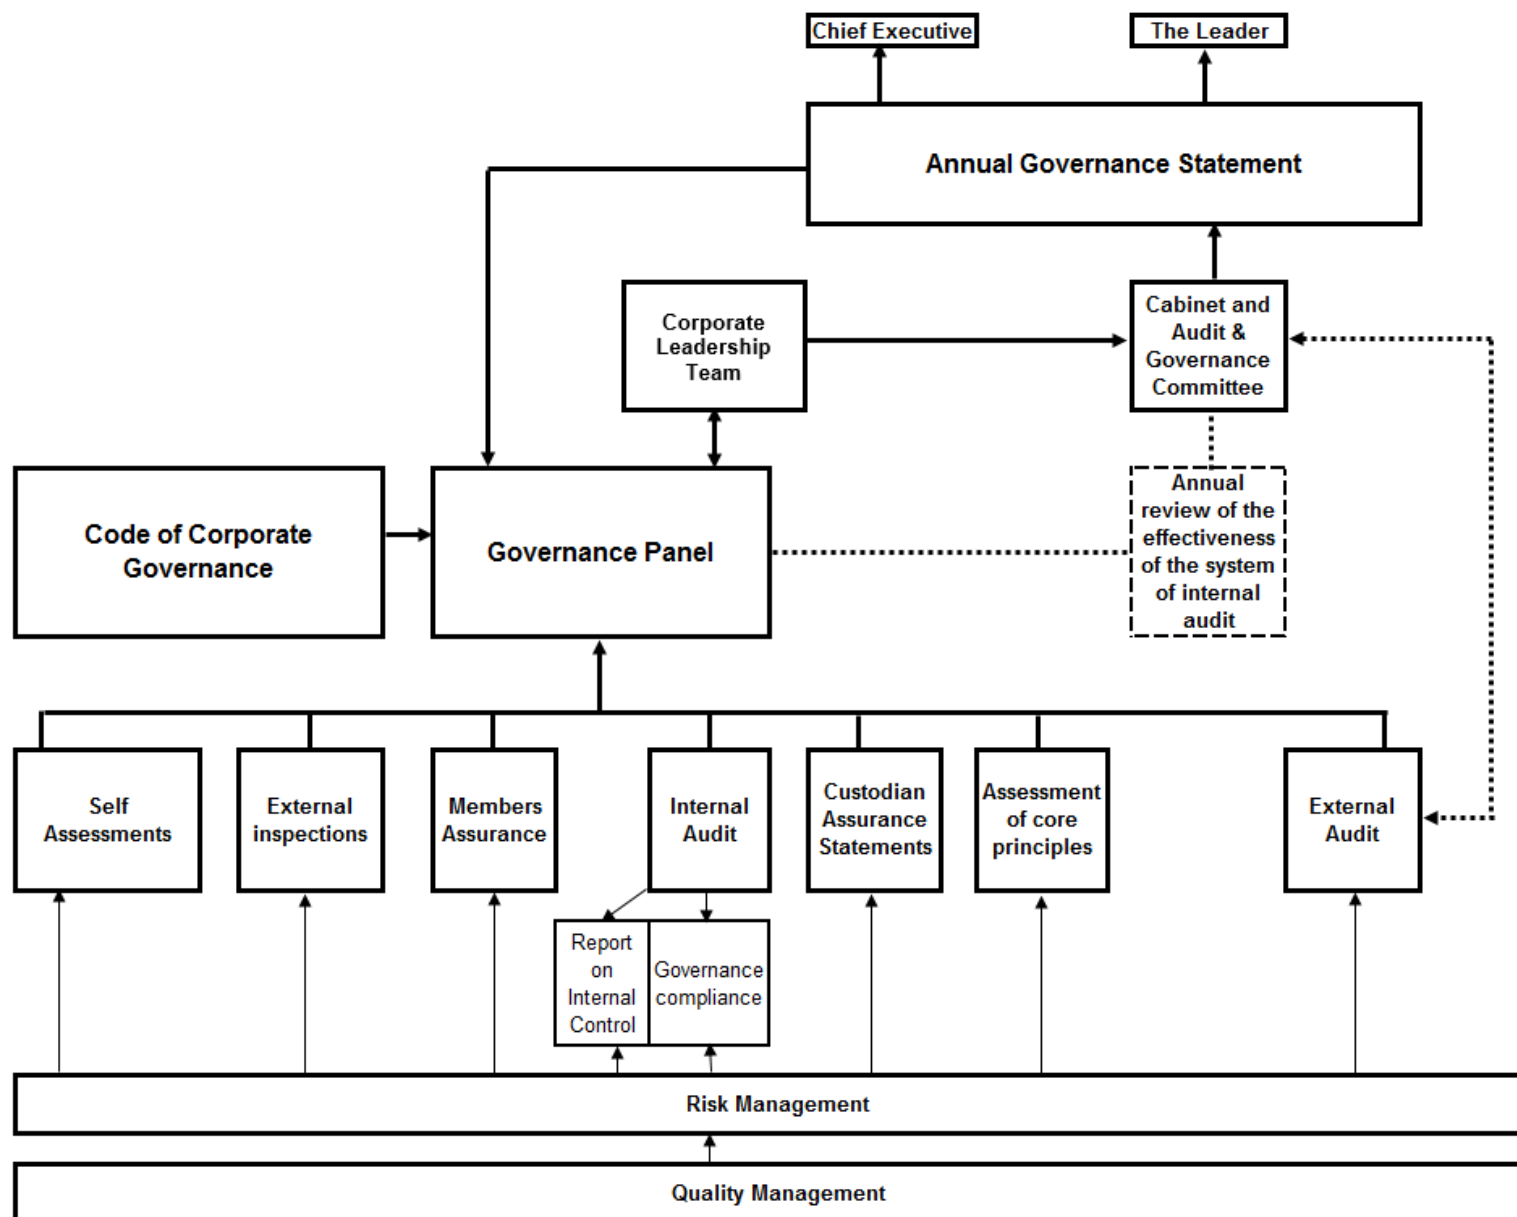 Chief Executive
The Leader
Annual Governance Statement
Corporate
Leadership
Team
Cabinet and
Audit &
Governance
Committee
Code of Corporate
Governance
Governance Panel
Annual
review of the
effectiveness
of the system
of internal
audit
Self
Assessments
External
inspections
Members
Assurance
Internal
Audit
Custodian
Assurance
Statements
Assessment
of core
principles
External
Audit
Report
on
Internal
Control
Governance
compliance
Risk Management
Quality Management